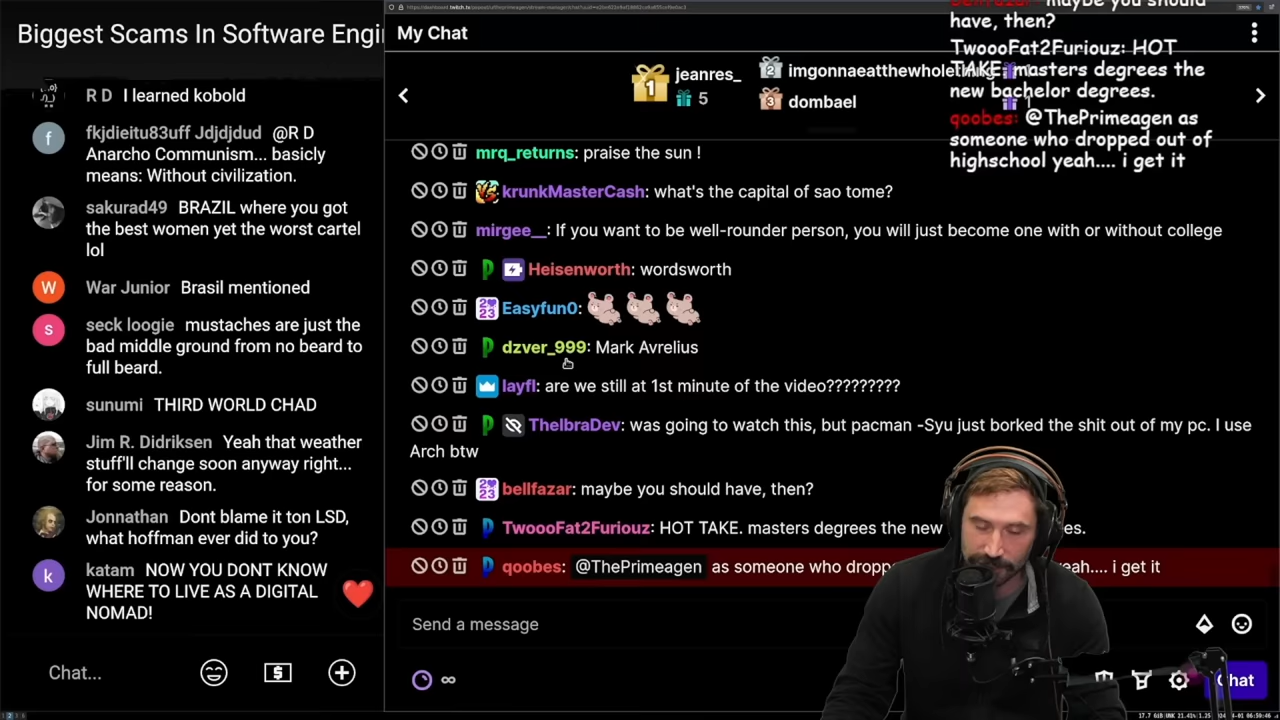 Biggest Scams In Software Engi
R D I learned kobold
fkjdieitu83uff Jdjdjdud @R D
Anarcho Communism... basicly
means: Without civilization.
sakurad49 BRAZIL where you got
the best women yet the worst cartel
lol
War Junior Brasil mentioned
seck loogie mustaches are just the
bad middle ground from no beard to
full beard.
sunumi THIRD WORLD CHAD
Jim R. Didriksen Yeah that weather
stuff'll change soon anyway right...
for some reason.
Jonnathan Dont blame it ton LSD,
what hoffman ever did to you?
katam NOW YOU DONT KNOW
WHERE TO LIVE AS A DIGITAL
NOMAD!
Chat...
My Chat
1 jeanres_
5
2 imgonnaeatthewholething
1
3 dombael
1
mrq_returns: praise the sun !
krunkMasterCash: what's the capital of sao tome?
mirgee__: If you want to be well-rounder person, you will just become one with or without college
Heisenworth: wordsworth
Easyfun0:
dzver_999: Mark Avrelius
layfl: are we still at 1st minute of the video?????????
TheIbraDev: was going to watch this, but pacman -Syu just borked the shit out of my pc. I use
Arch btw
bellfazar: maybe you should have, then?
TwoooFat2Furiouz: HOT TAKE. masters degrees the new es.
qoobes: @ThePrimeagen as someone who dropp eah.... i get it
Send a message
Chat
bellfazar: maybe you should
have, then?
TwoooFat2Furiouz: HOT
TAKE. masters degrees the
new bachelor degrees.
qoobes: @ThePrimeagen as
someone who dropped out of
highschool yeah.... i get it